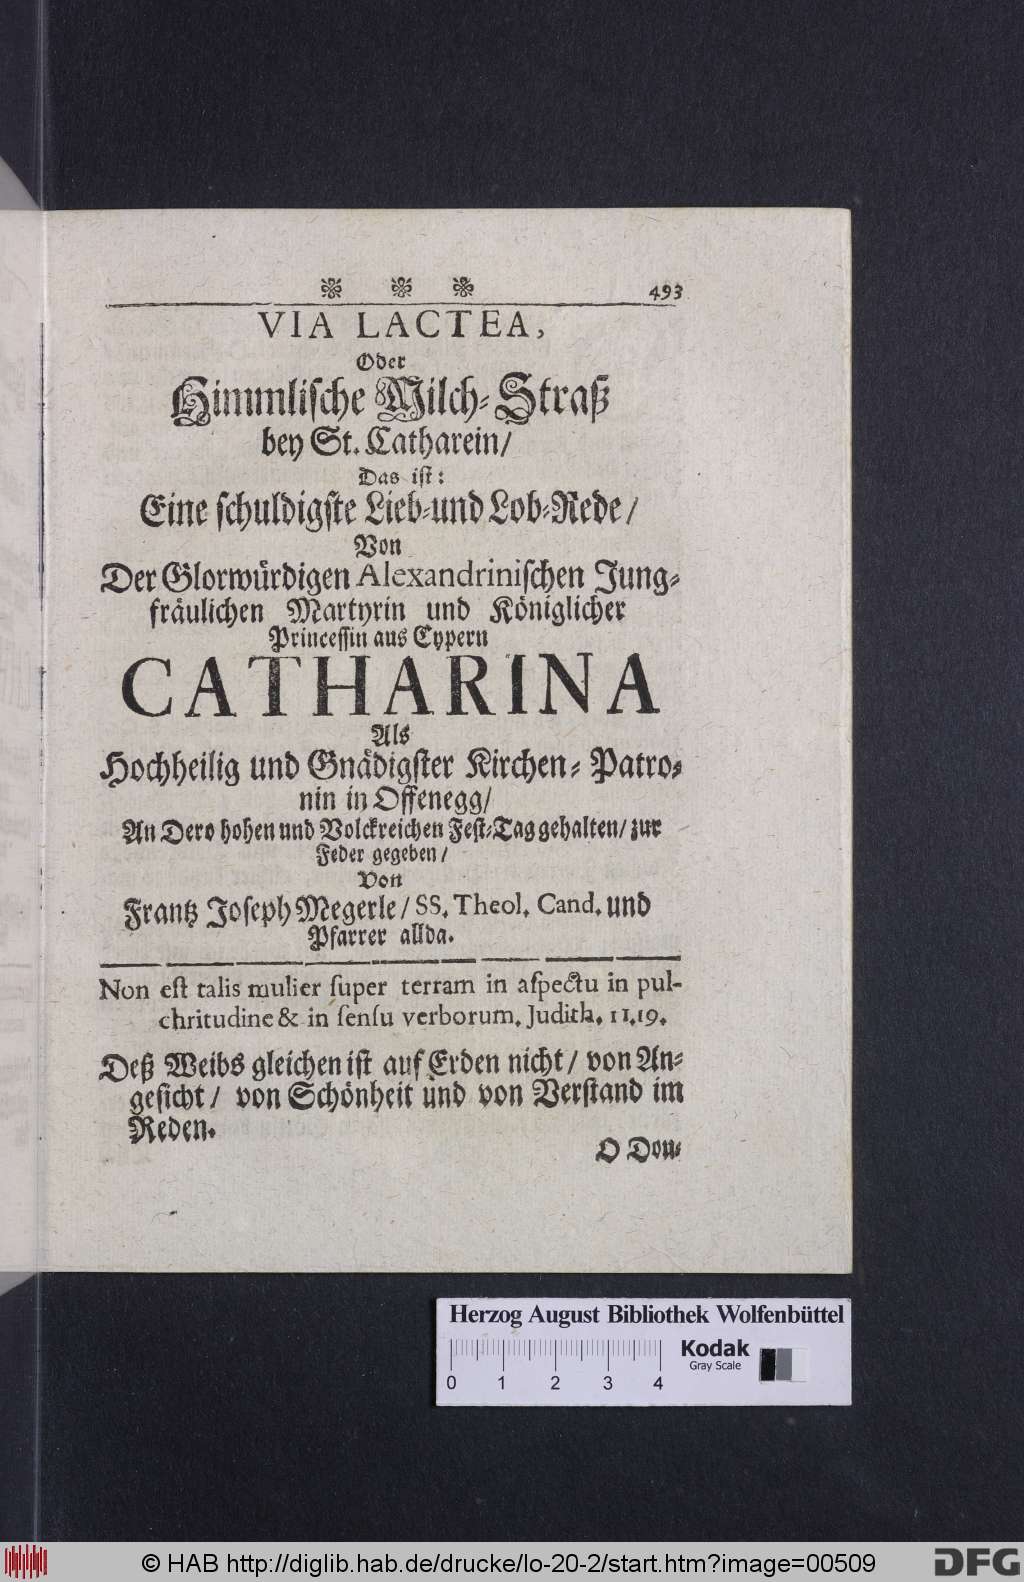 493
VIA LACTEA,
Oder
Himmlische Milch-Straß
bey St. Catharein/
Das ist:
Eine schuldigste Lieb-und Lob-Rede/
Von
Der Glorwürdigen Alexandrinischen Jung-
fräulichen Martyrin und Königlicher
Princessin aus Cypern
CATHARINA
Als
Hochheilig und Gnädigster Kirchen-Patro-
nin in Offenegg/
An Dero hohen und Volckreichen Fest-Tag gehalten/ zur
Feder gegeben/
Von
Frantz Joseph Megerle/ SS. Theol. Cand. und
Pfarrer allda.
Non est talis mulier super terram in aspectu in pul-
chritudine & in sensu verborum. Judith. 11.19.
Deß Weibs gleichen ist auf Erden nicht/ von An-
gesicht/ von Schönheit und von Verstand im
Reden.
O Don-
Herzog August Bibliothek Wolfenbüttel
Kodak
Gray Scale
0 1 2 3 4
© HAB http://diglib.hab.de/drucke/lo-20-2/start.htm?image=00509
DFG